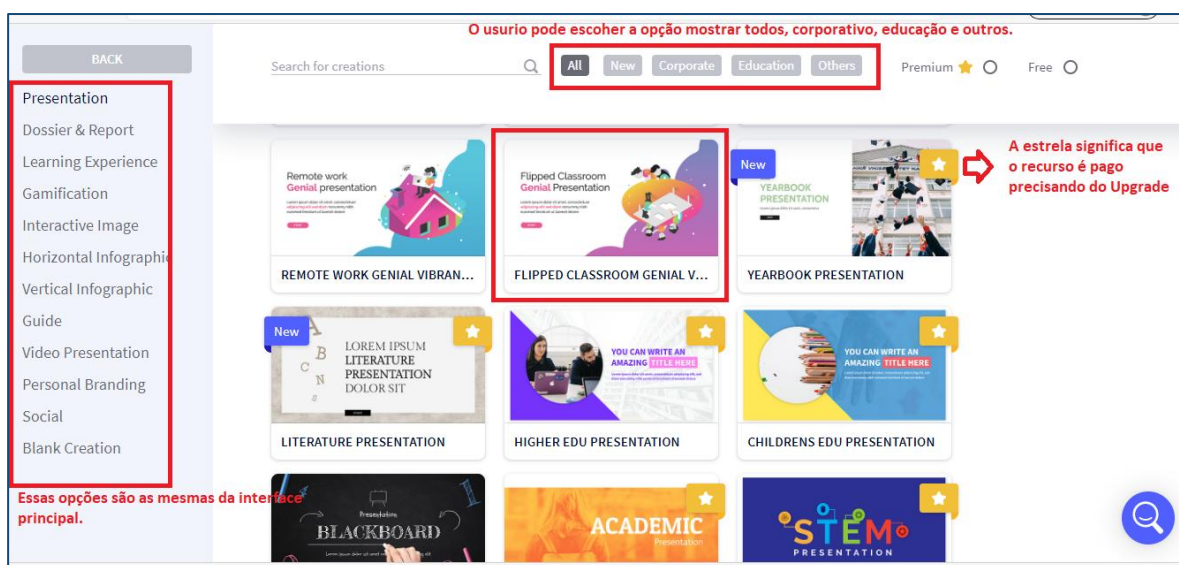 O usurio pode escoher a opção mostrar todos, corporativo, educação e outros.
BACK
Search for creations
All New Corporate Education Others Premium Free
Presentation
Dossier & Report
Learning Experience
Gamification
Interactive Image
Horizontal Infographic
Vertical Infographic
Guide
Video Presentation
Personal Branding
Social
Blank Creation
Essas opções são as mesmas da interface
principal.
Remote work
Genial presentation
REMOTE WORK GENIAL VIBRAN...
Flipped Classroom
Genial Presentation
FLIPPED CLASSROOM GENIAL V...
New
YEARBOOK
PRESENTATION
YEARBOOK PRESENTATION
A estrela significa que
o recurso é pago
precisando do Upgrade
New
A
B
C
N
LOREM IPSUM
LITERATURE
PRESENTATION
DOLOR SIT
LITERATURE PRESENTATION
YOU CAN WRITE AN
AMAZING TITLE HERE
HIGHER EDU PRESENTATION
YOU CAN WRITE AN
AMAZING TITLE HERE
CHILDRENS EDU PRESENTATION
Presentation
BLACKBOARD
ACADEMIC
Presentation
STEM
PRESENTATION